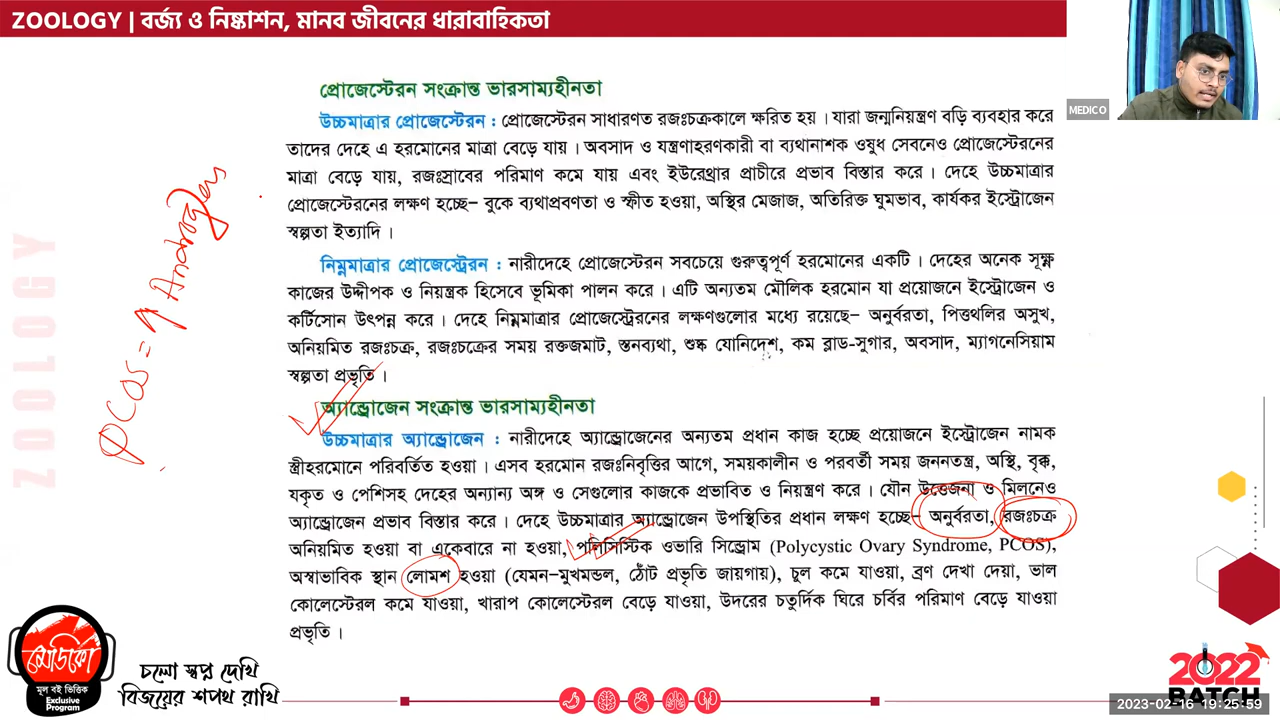 ZOOLOGY | বর্জ্য ও নিষ্কাশন, মানব জীবনের ধারাবাহিকতা
MEDICO
প্রোজেস্টেরন সংক্রান্ত ভারসাম্যহীনতা
উচ্চমাত্রার প্রোজেস্টেরন : প্রোজেস্টেরন সাধারণত রজঃচক্রকালে ক্ষরিত হয়। যারা জন্মনিয়ন্ত্রণ বড়ি ব্যবহার করে
তাদের দেহে এ হরমোনের মাত্রা বেড়ে যায়। অবসাদ ও যন্ত্রণাহরণকারী বা ব্যথানাশক ওষুধ সেবনেও প্রোজেস্টেরনের
মাত্রা বেড়ে যায়, রজঃস্রাবের পরিমাণ কমে যায় এবং ইউরেথ্রার প্রাচীরে প্রভাব বিস্তার করে। দেহে উচ্চমাত্রার
প্রোজেস্টেরনের লক্ষণ হচ্ছে– বুকে ব্যথাপ্রবণতা ও স্ফীত হওয়া, অস্থির মেজাজ, অতিরিক্ত ঘুমভাব, কার্যকর ইস্ট্রোজেন
স্বল্পতা ইত্যাদি।
নিম্নমাত্রার প্রোজেস্ট্রেরন : নারীদেহে প্রোজেস্টেরন সবচেয়ে গুরুত্বপূর্ণ হরমোনের একটি। দেহের অনেক সূক্ষ্ণ
কাজের উদ্দীপক ও নিয়ন্ত্রক হিসেবে ভূমিকা পালন করে। এটি অন্যতম মৌলিক হরমোন যা প্রয়োজনে ইস্ট্রোজেন ও
কর্টিসোন উৎপন্ন করে। দেহে নিম্নমাত্রার প্রোজেস্ট্রেরনের লক্ষণগুলোর মধ্যে রয়েছে– অনুর্বরতা, পিত্তথলির অসুখ,
অনিয়মিত রজঃচক্র, রজঃচক্রের সময় রক্তজমাট, স্তনব্যথা, শুষ্ক যোনিদেশ, কম ব্লাড-সুগার, অবসাদ, ম্যাগনেসিয়াম
স্বল্পতা প্রভৃতি।
অ্যান্ড্রোজেন সংক্রান্ত ভারসাম্যহীনতা
উচ্চমাত্রার অ্যান্ড্রোজেন : নারীদেহে অ্যান্ড্রোজেনের অন্যতম প্রধান কাজ হচ্ছে প্রয়োজনে ইস্ট্রোজেন নামক
স্ত্রীহরমোনে পরিবর্তিত হওয়া। এসব হরমোন রজঃনিবৃত্তির আগে, সময়কালীন ও পরবর্তী সময় জননতন্ত্র, অস্থি, বৃক্ক,
যকৃত ও পেশিসহ দেহের অন্যান্য অঙ্গ ও সেগুলোর কাজকে প্রভাবিত ও নিয়ন্ত্রণ করে। যৌন উত্তেজনা ও মিলনেও
অ্যান্ড্রোজেন প্রভাব বিস্তার করে। দেহে উচ্চমাত্রার অ্যান্ড্রোজেন উপস্থিতির প্রধান লক্ষণ হচ্ছে– অনুর্বরতা, রজঃচক্র
অনিয়মিত হওয়া বা একেবারে না হওয়া, পলিসিস্টিক ওভারি সিন্ড্রোম (Polycystic Ovary Syndrome, PCOS),
অস্বাভাবিক স্থান লোমশ হওয়া (যেমন–মুখমন্ডল, ঠোঁট প্রভৃতি জায়গায়), চুল কমে যাওয়া, ব্রণ দেখা দেয়া, ভাল
কোলেস্টেরল কমে যাওয়া, খারাপ কোলেস্টেরল বেড়ে যাওয়া, উদরের চতুর্দিক ঘিরে চর্বির পরিমাণ বেড়ে যাওয়া
প্রভৃতি।
PCOS = ↑ Androgen
ZOOLOGY
মেডিকো
মূল বই ভিত্তিক
Exclusive
Program
চলো স্বপ্ন দেখি
বিজয়ের শপথ রাখি
2022
BATCH
2023-02-16 19:25:59